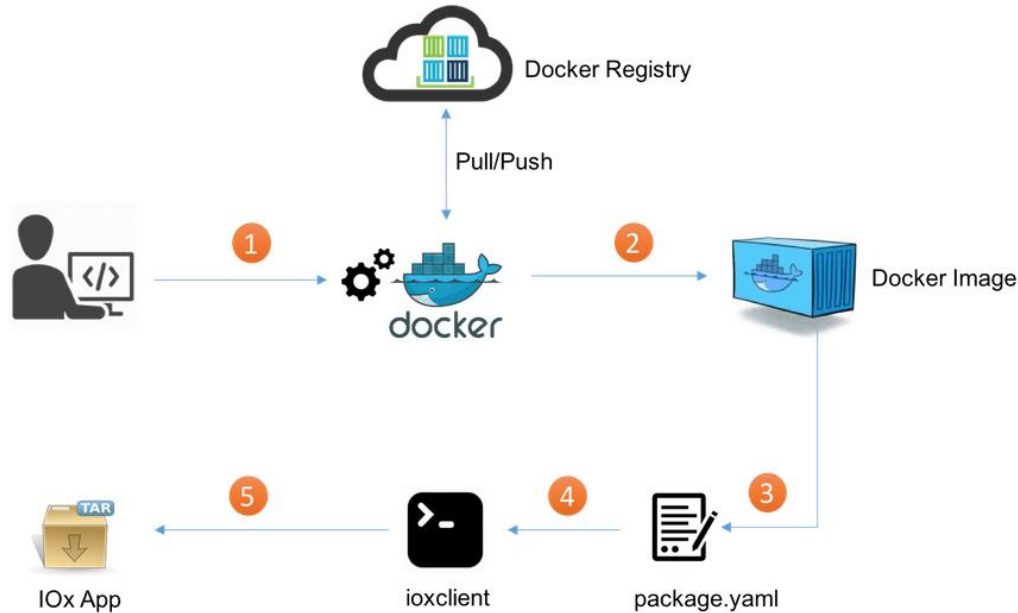 Docker Registry
Pull/Push
1
2
</>
docker
Docker Image
5
4
3
TAR
>-
IOx App
ioxclient
package.yaml